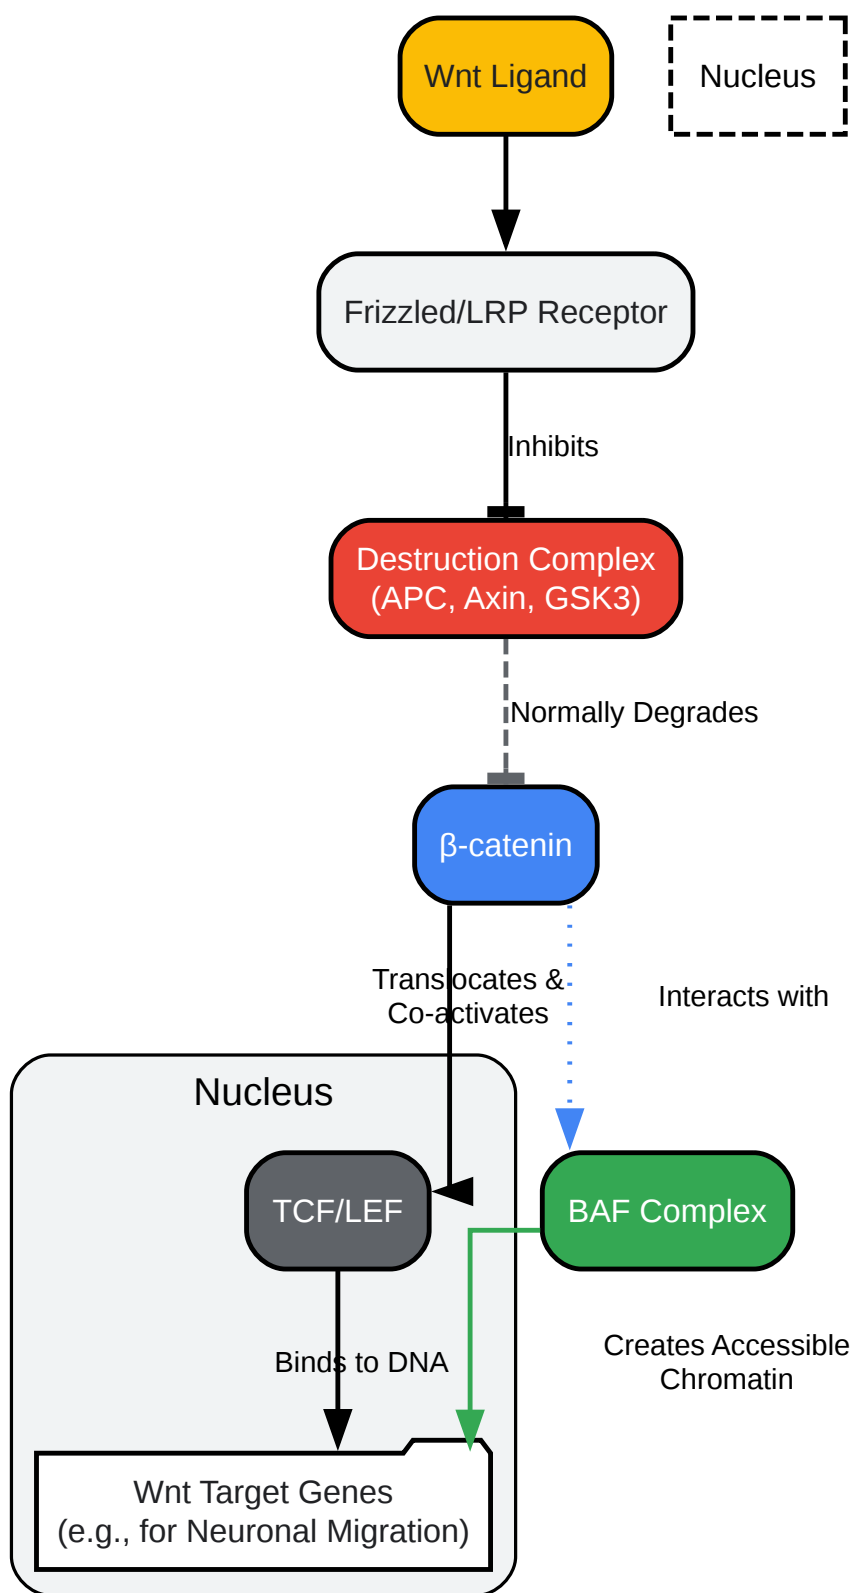 Wnt Ligand
Nucleus
Frizzled/LRP Receptor
Inhibits
Destruction Complex
(APC, Axin, GSK3)
Normally Degrades
β-catenin
Translocates &
Co-activates
Interacts with
Nucleus
TCF/LEF
BAF Complex
Binds to DNA
Creates Accessible
Chromatin
Wnt Target Genes
(e.g., for Neuronal Migration)